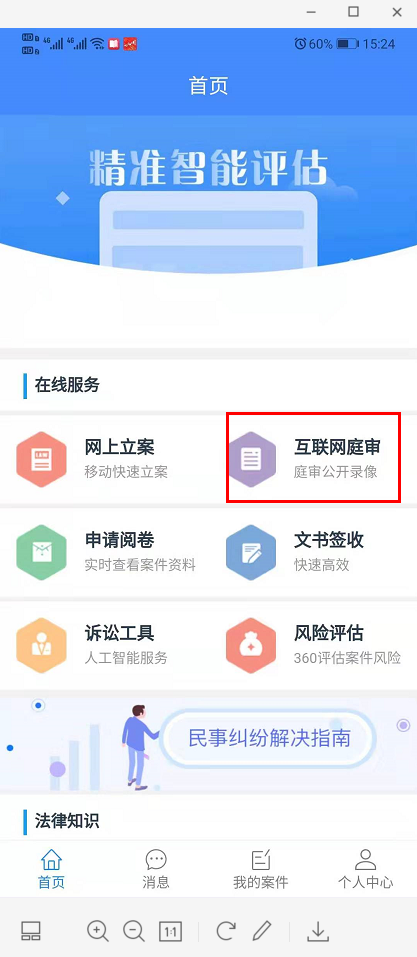 HD 4G 4G 60% 15:24
首页
精准智能评估
在线服务
网上立案
移动快速立案
互联网庭审
庭审公开录像
申请阅卷
实时查看案件资料
文书签收
快速高效
诉讼工具
人工智能服务
风险评估
360评估案件风险
民事纠纷解决指南
法律知识
首页 消息 我的案件 个人中心
1:1